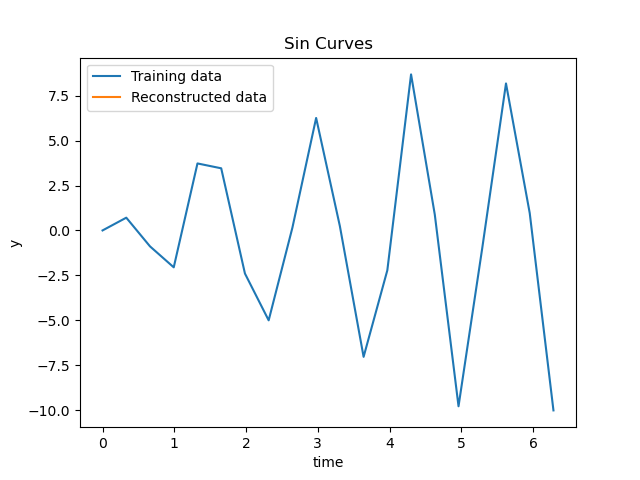 Sin Curves
Training data
Reconstructed data
7.5
5.0
2.5
0.0
−2.5
−5.0
−7.5
−10.0
y
0 1 2 3 4 5 6
time